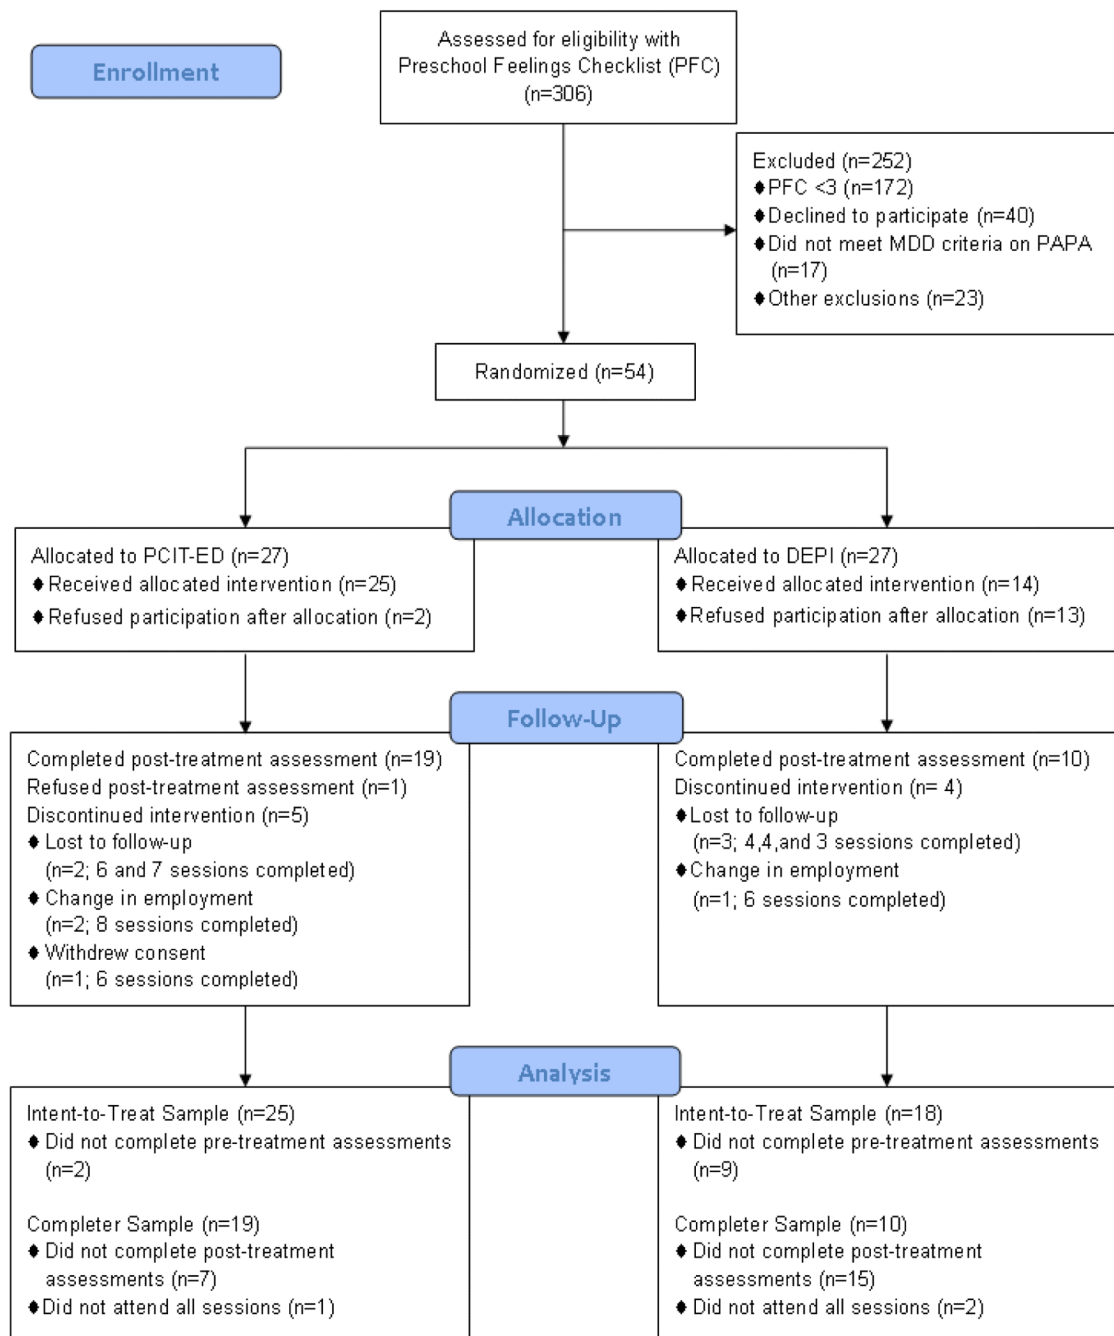 Enrollment
Assessed for eligibility with
Preschool Feelings Checklist (PFC)
(n=306)
Excluded (n=252)
♦PFC <3 (n=172)
♦Declined to participate (n=40)
♦Did not meet MDD criteria on PAPA
(n=17)
♦Other exclusions (n=23)
Randomized (n=54)
Allocation
Allocated to PCIT-ED (n=27)
♦ Received allocated intervention (n=25)
♦ Refused participation after allocation (n=2)
Allocated to DEPI (n=27)
♦ Received allocated intervention (n=14)
♦ Refused participation after allocation (n=13)
Follow-Up
Completed post-treatment assessment (n=19)
Refused post-treatment assessment (n=1)
Discontinued intervention (n=5)
♦ Lost to follow-up
(n=2; 6 and 7 sessions completed)
♦ Change in employment
(n=2; 8 sessions completed)
♦ Withdrew consent
(n=1; 6 sessions completed)
Completed post-treatment assessment (n=10)
Discontinued intervention (n= 4)
♦ Lost to follow-up
(n=3; 4,4,and 3 sessions completed)
♦ Change in employment
(n=1; 6 sessions completed)
Analysis
Intent-to-Treat Sample (n=25)
♦ Did not complete pre-treatment assessments
(n=2)
Completer Sample (n=19)
♦ Did not complete post-treatment
assessments (n=7)
♦Did not attend all sessions (n=1)
Intent-to-Treat Sample (n=18)
♦ Did not complete pre-treatment assessments
(n=9)
Completer Sample (n=10)
♦ Did not complete post-treatment
assessments (n=15)
♦ Did not attend all sessions (n=2)